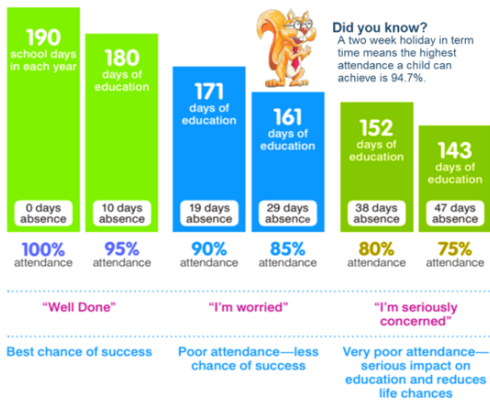 Did you know?
A two week holiday in term
time means the highest
attendance a child can
achieve is 94.7%.
190
school days
in each year
0 days
absence
100%
attendance
180
days of
education
10 days
absence
95%
attendance
171
days of
education
19 days
absence
90%
attendance
161
days of
education
29 days
absence
85%
attendance
152
days of
education
38 days
absence
80%
attendance
143
days of
education
47 days
absence
75%
attendance
“Well Done”
“I’m worried”
“I’m seriously
concerned”
Best chance of success
Poor attendance—less
chance of success
Very poor attendance—
serious impact on
education and reduces
life chances